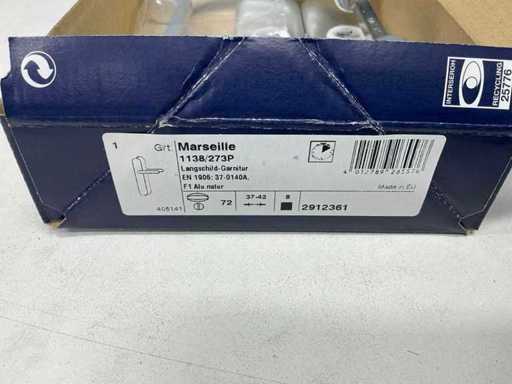 INTERSEROH
RECYCLING
25776
1
Grt.
Marseille
1138/273P
Langschild-Garnitur
EN 1906: 37-0140A,
F1 Alu natur
Made in EU
405141
72
37-42
8
2912361